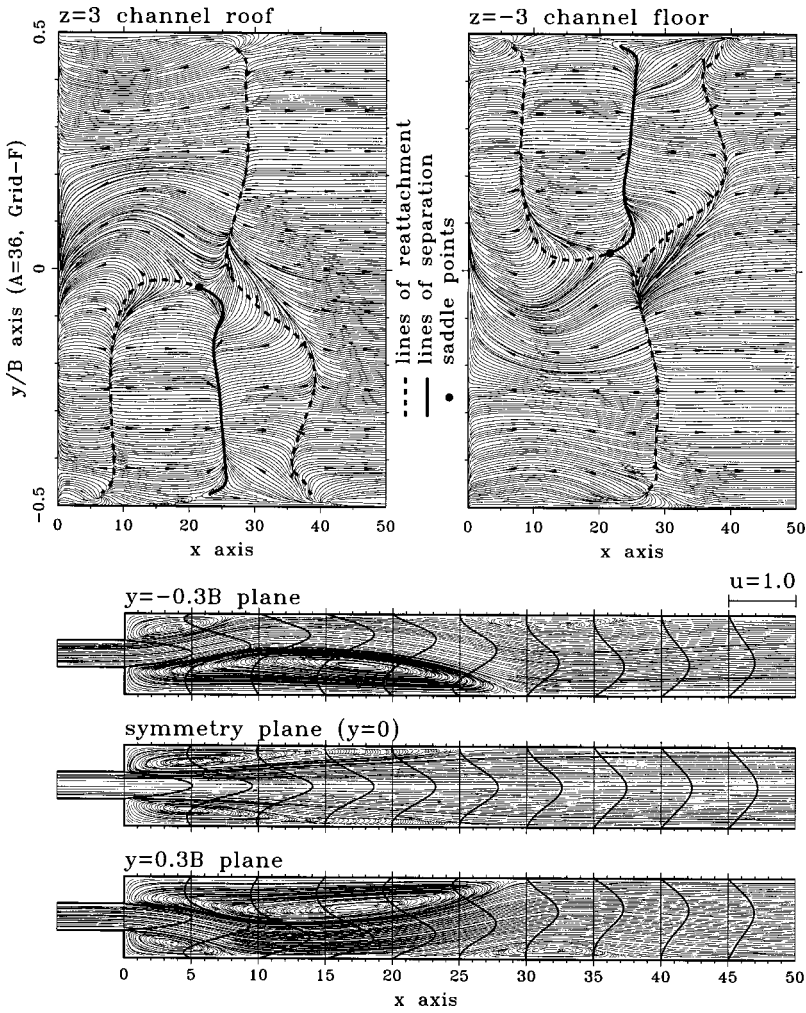 z=3 channel roof
z=−3 channel floor
y/B axis (A=36, Grid−F)
0.5
0
−0.5
0 10 20 30 40 50
x axis
lines of reattachment
lines of separation
saddle points
0 10 20 30 40 50
x axis
u=1.0
y=−0.3B plane
symmetry plane (y=0)
y=0.3B plane
0 5 10 15 20 25 30 35 40 45 50
x axis